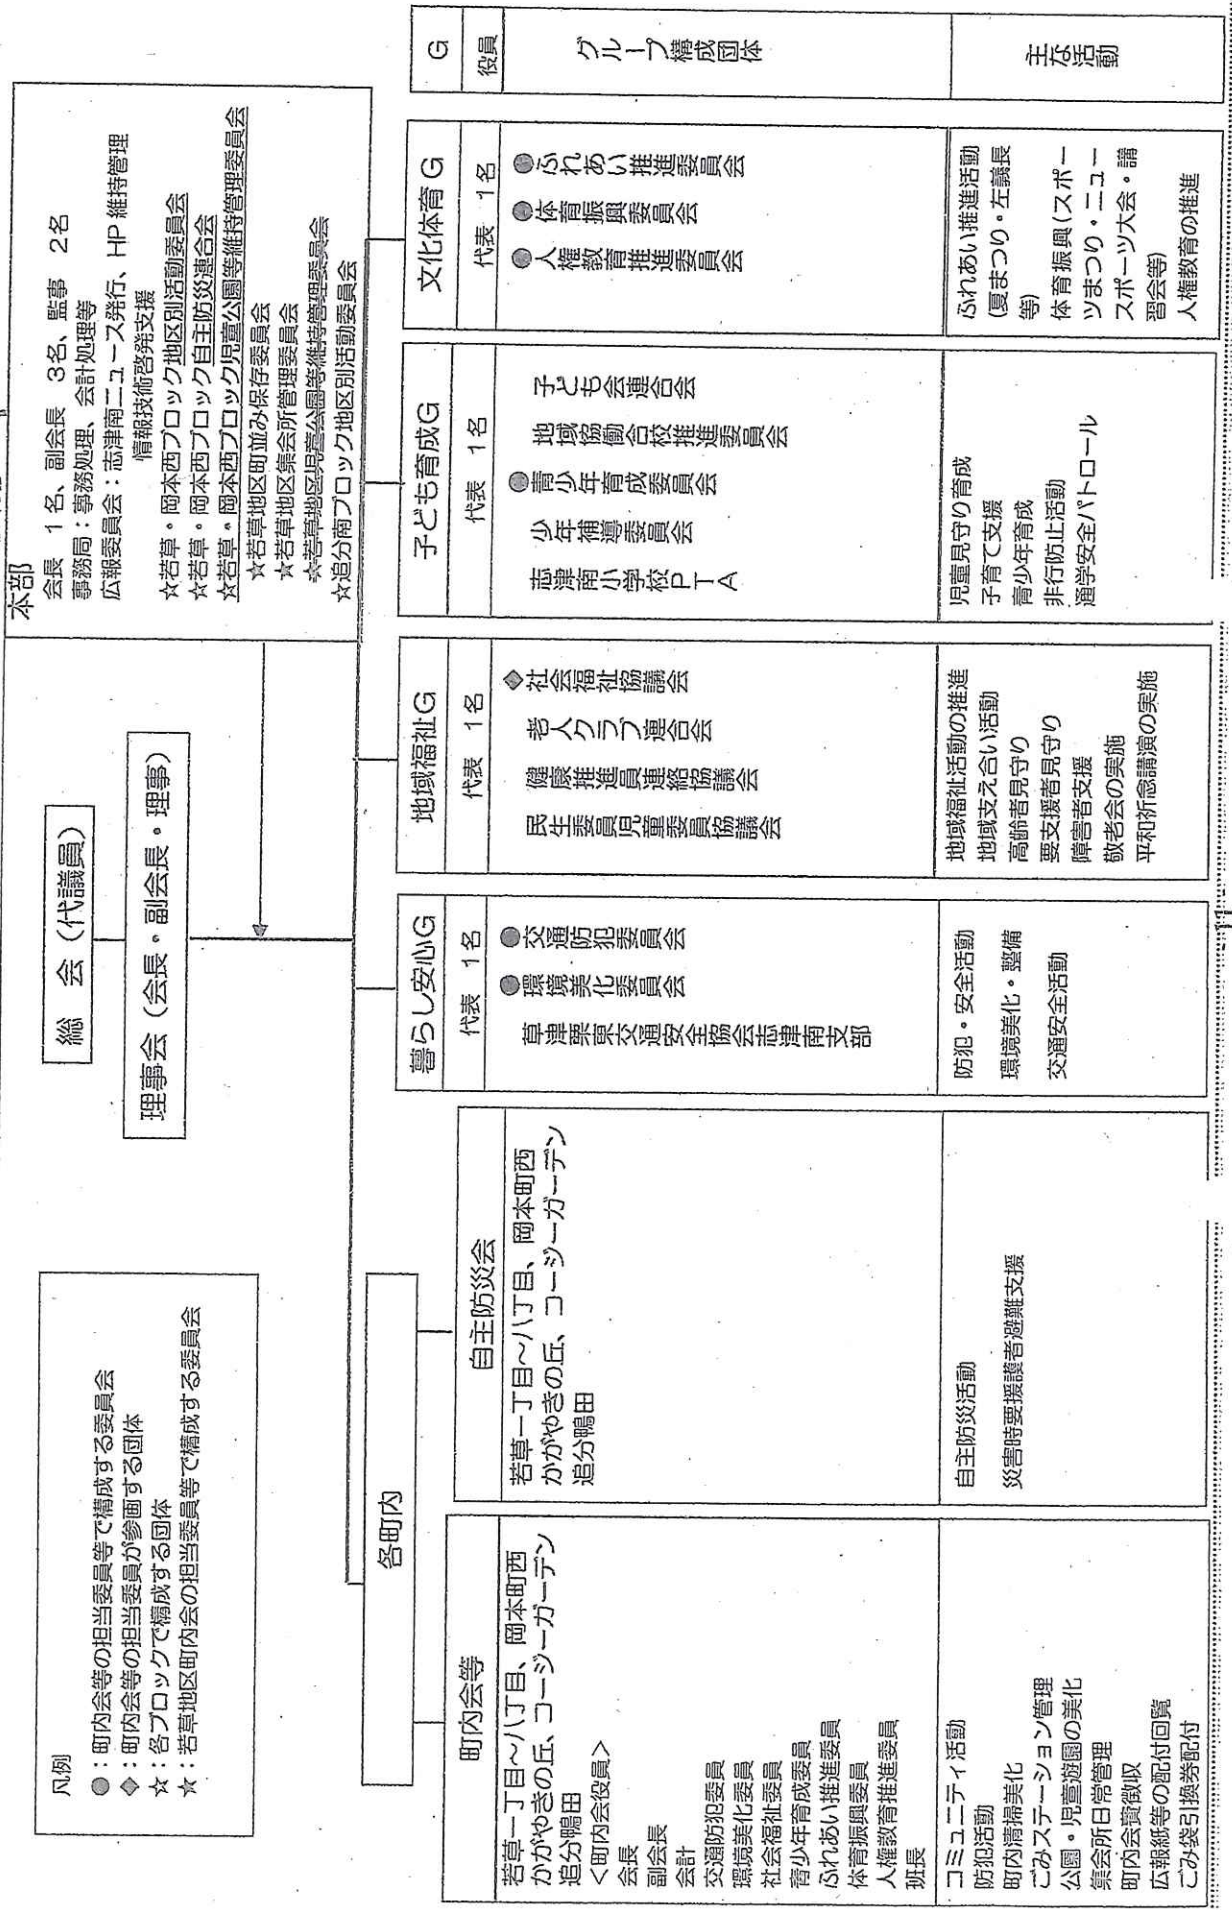 総　会（代議員）
理事会（会長・副会長・理事）
本部
会長　1名、副会長　3名、監事　2名
事務局：事務処理、会計処理等
広報委員会：志津南ニュース発行、HP 維持管理
情報技術啓発支援
☆若草・岡本西ブロック地区別活動委員会
☆若草・岡本西ブロック自主防災連合会
☆若草・岡本西ブロック児童公園等維持管理委員会
★若草地区町並み保存委員会
★若草地区集会所管理委員会
★若草地区児童公園等維持管理委員会
☆追分南ブロック地区別活動委員会
凡例
●：町内会等の担当委員等で構成する委員会
◆：町内会等の担当委員が参画する団体
☆：各ブロックで構成する団体
★：若草地区町内会の担当委員等で構成する委員会
各町内
町内会等
若草一丁目～八丁目、岡本町西
かがやきの丘、コージーガーデン
追分鴨田
＜町内会役員＞
会長
副会長
会計
交通防犯委員
環境美化委員
社会福祉委員
青少年育成委員
ふれあい推進委員
体育振興委員
人権教育推進委員
班長
コミュニティ活動
防犯活動
町内清掃美化
ごみステーション管理
公園・児童遊園の美化
集会所日常管理
町内会費徴収
広報紙等の配付回覧
ごみ袋引換券配付
自主防災会
若草一丁目～八丁目、岡本町西
かがやきの丘、コージーガーデン
追分鴨田
自主防災活動
災害時要援護者避難支援
暮らし安心G
代表　1名
●交通防犯委員会
●環境美化委員会
草津栗東交通安全協会志津南支部
防犯・安全活動
環境美化・整備
交通安全活動
地域福祉G
代表　1名
◆社会福祉協議会
老人クラブ連合会
健康推進員連絡協議会
民生委員児童委員協議会
地域福祉活動の推進
地域支え合い活動
高齢者見守り
要支援者見守り
障害者支援
敬老会の実施
平和祈念講演の実施
子ども育成G
代表　1名
子ども会連合会
地域協働合校推進委員会
●青少年育成委員会
少年補導委員会
志津南小学校PTA
児童見守り育成
子育て支援
青少年育成
非行防止活動
通学安全パトロール
文化体育G
代表　1名
●ふれあい推進委員会
●体育振興委員会
●人権教育推進委員会
ふれあい推進活動
(夏まつり・左義長
等)
体育振興(スポー
ツまつり・ニュー
スポーツ大会・講
習会等)
人権教育の推進
G
役員
グループ構成団体
主な活動